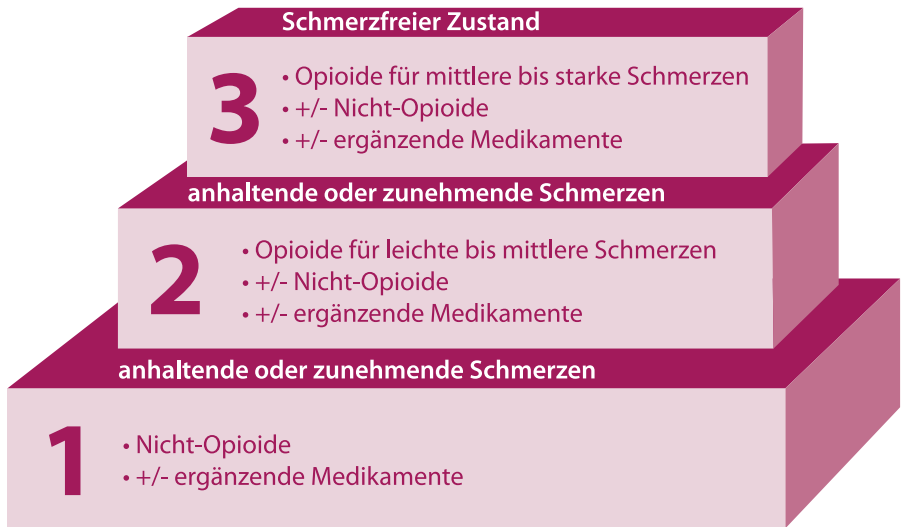 Schmerzfreier Zustand
3
• Opioide für mittlere bis starke Schmerzen
• +/- Nicht-Opioide
• +/- ergänzende Medikamente
anhaltende oder zunehmende Schmerzen
2
• Opioide für leichte bis mittlere Schmerzen
• +/- Nicht-Opioide
• +/- ergänzende Medikamente
anhaltende oder zunehmende Schmerzen
1
• Nicht-Opioide
• +/- ergänzende Medikamente